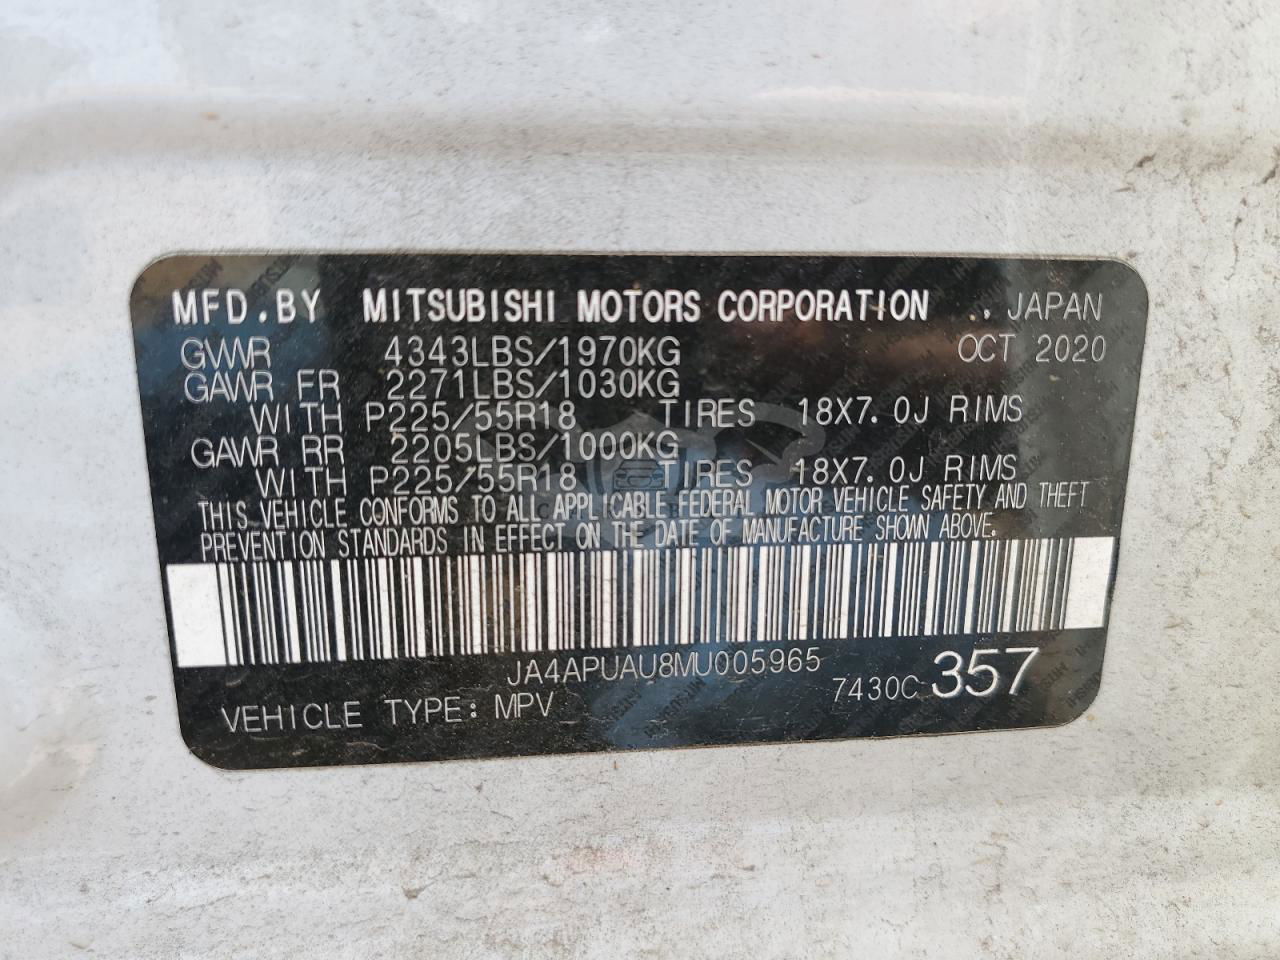 MFD.BY MITSUBISHI MOTORS CORPORATION ., JAPAN
GVWR 4343LBS/1970KG OCT 2020
GAWR FR 2271LBS/1030KG
WITH P225/55R18 TIRES 18X7.0J RIMS
GAWR RR 2205LBS/1000KG
WITH P225/55R18 TIRES 18X7.0J RIMS
THIS VEHICLE CONFORMS TO ALL APPLICABLE FEDERAL MOTOR VEHICLE SAFETY AND THEFT
PREVENTION STANDARDS IN EFFECT ON THE DATE OF MANUFACTURE SHOWN ABOVE.
JA4APUAU8MU005965
7430C 357
VEHICLE TYPE: MPV